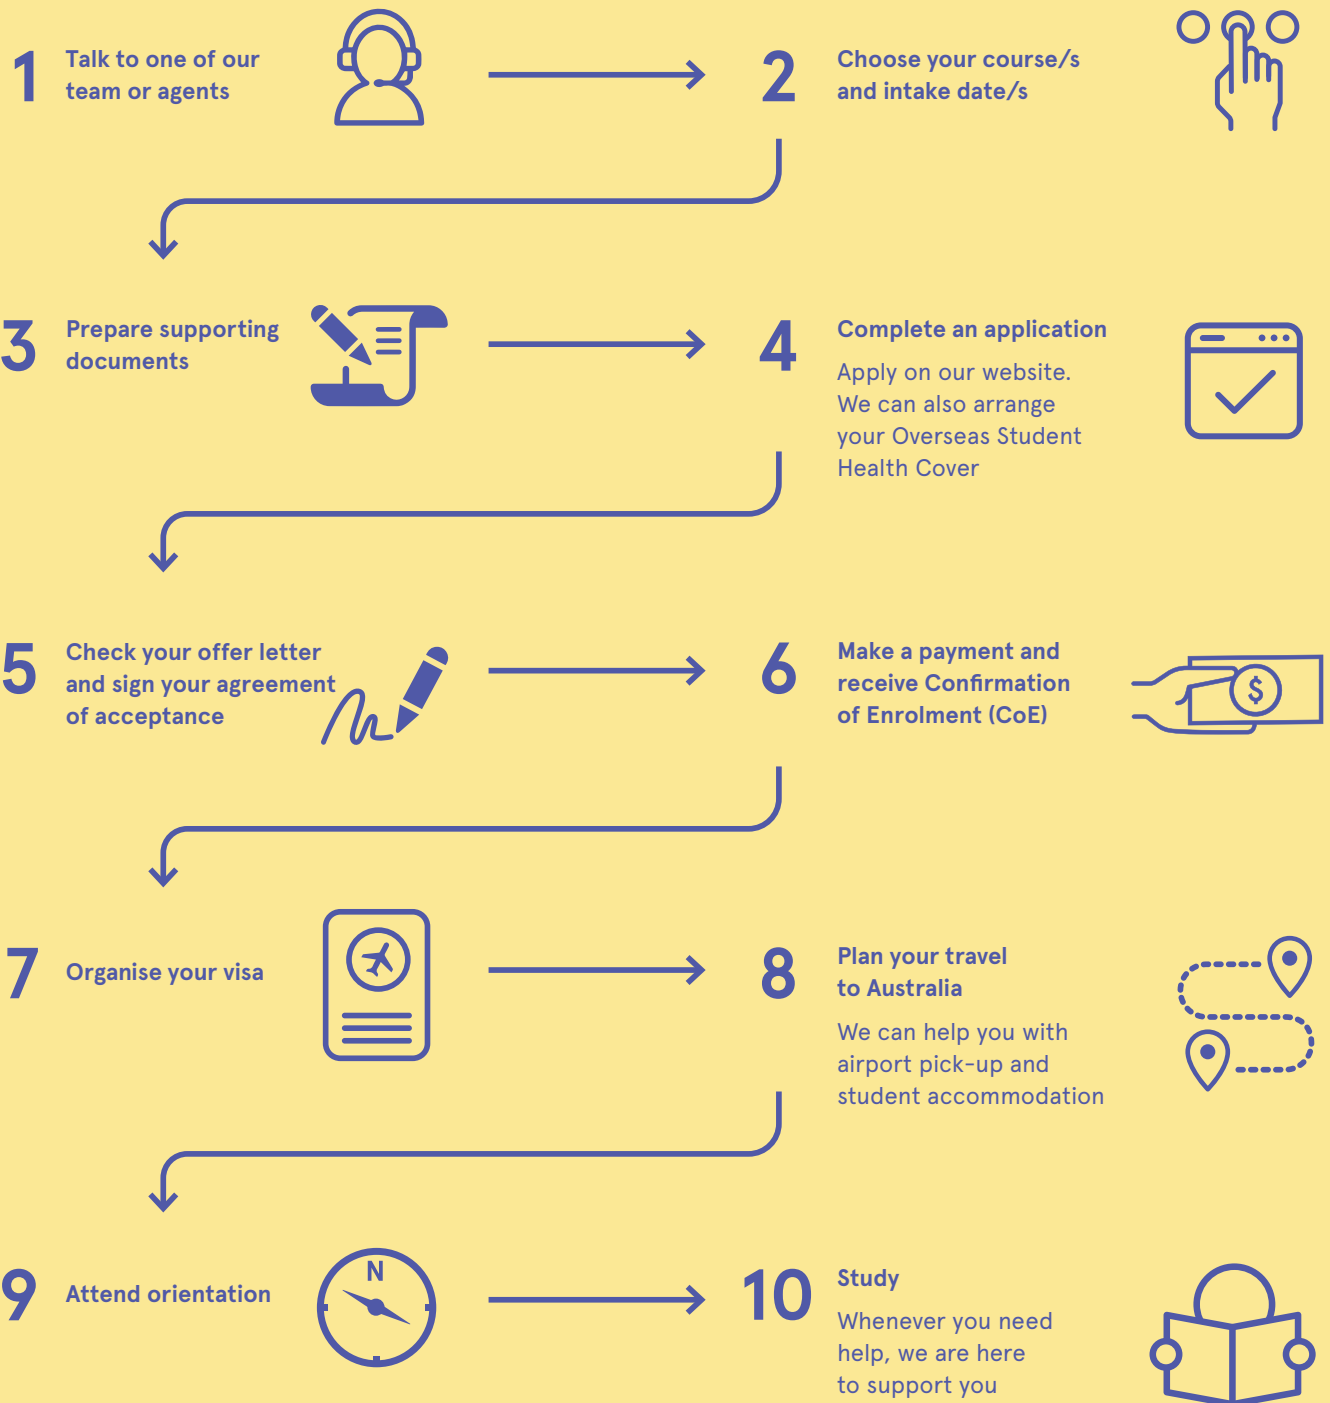 1
Talk to one of our
team or agents
2
Choose your course/s
and intake date/s
3
Prepare supporting
documents
4
Complete an application
Apply on our website.
We can also arrange
your Overseas Student
Health Cover
5
Check your offer letter
and sign your agreement
of acceptance
6
Make a payment and
receive Confirmation
of Enrolment (CoE)
$
7
Organise your visa
8
Plan your travel
to Australia
We can help you with
airport pick-up and
student accommodation
9
Attend orientation
N
10
Study
Whenever you need
help, we are here
to support you